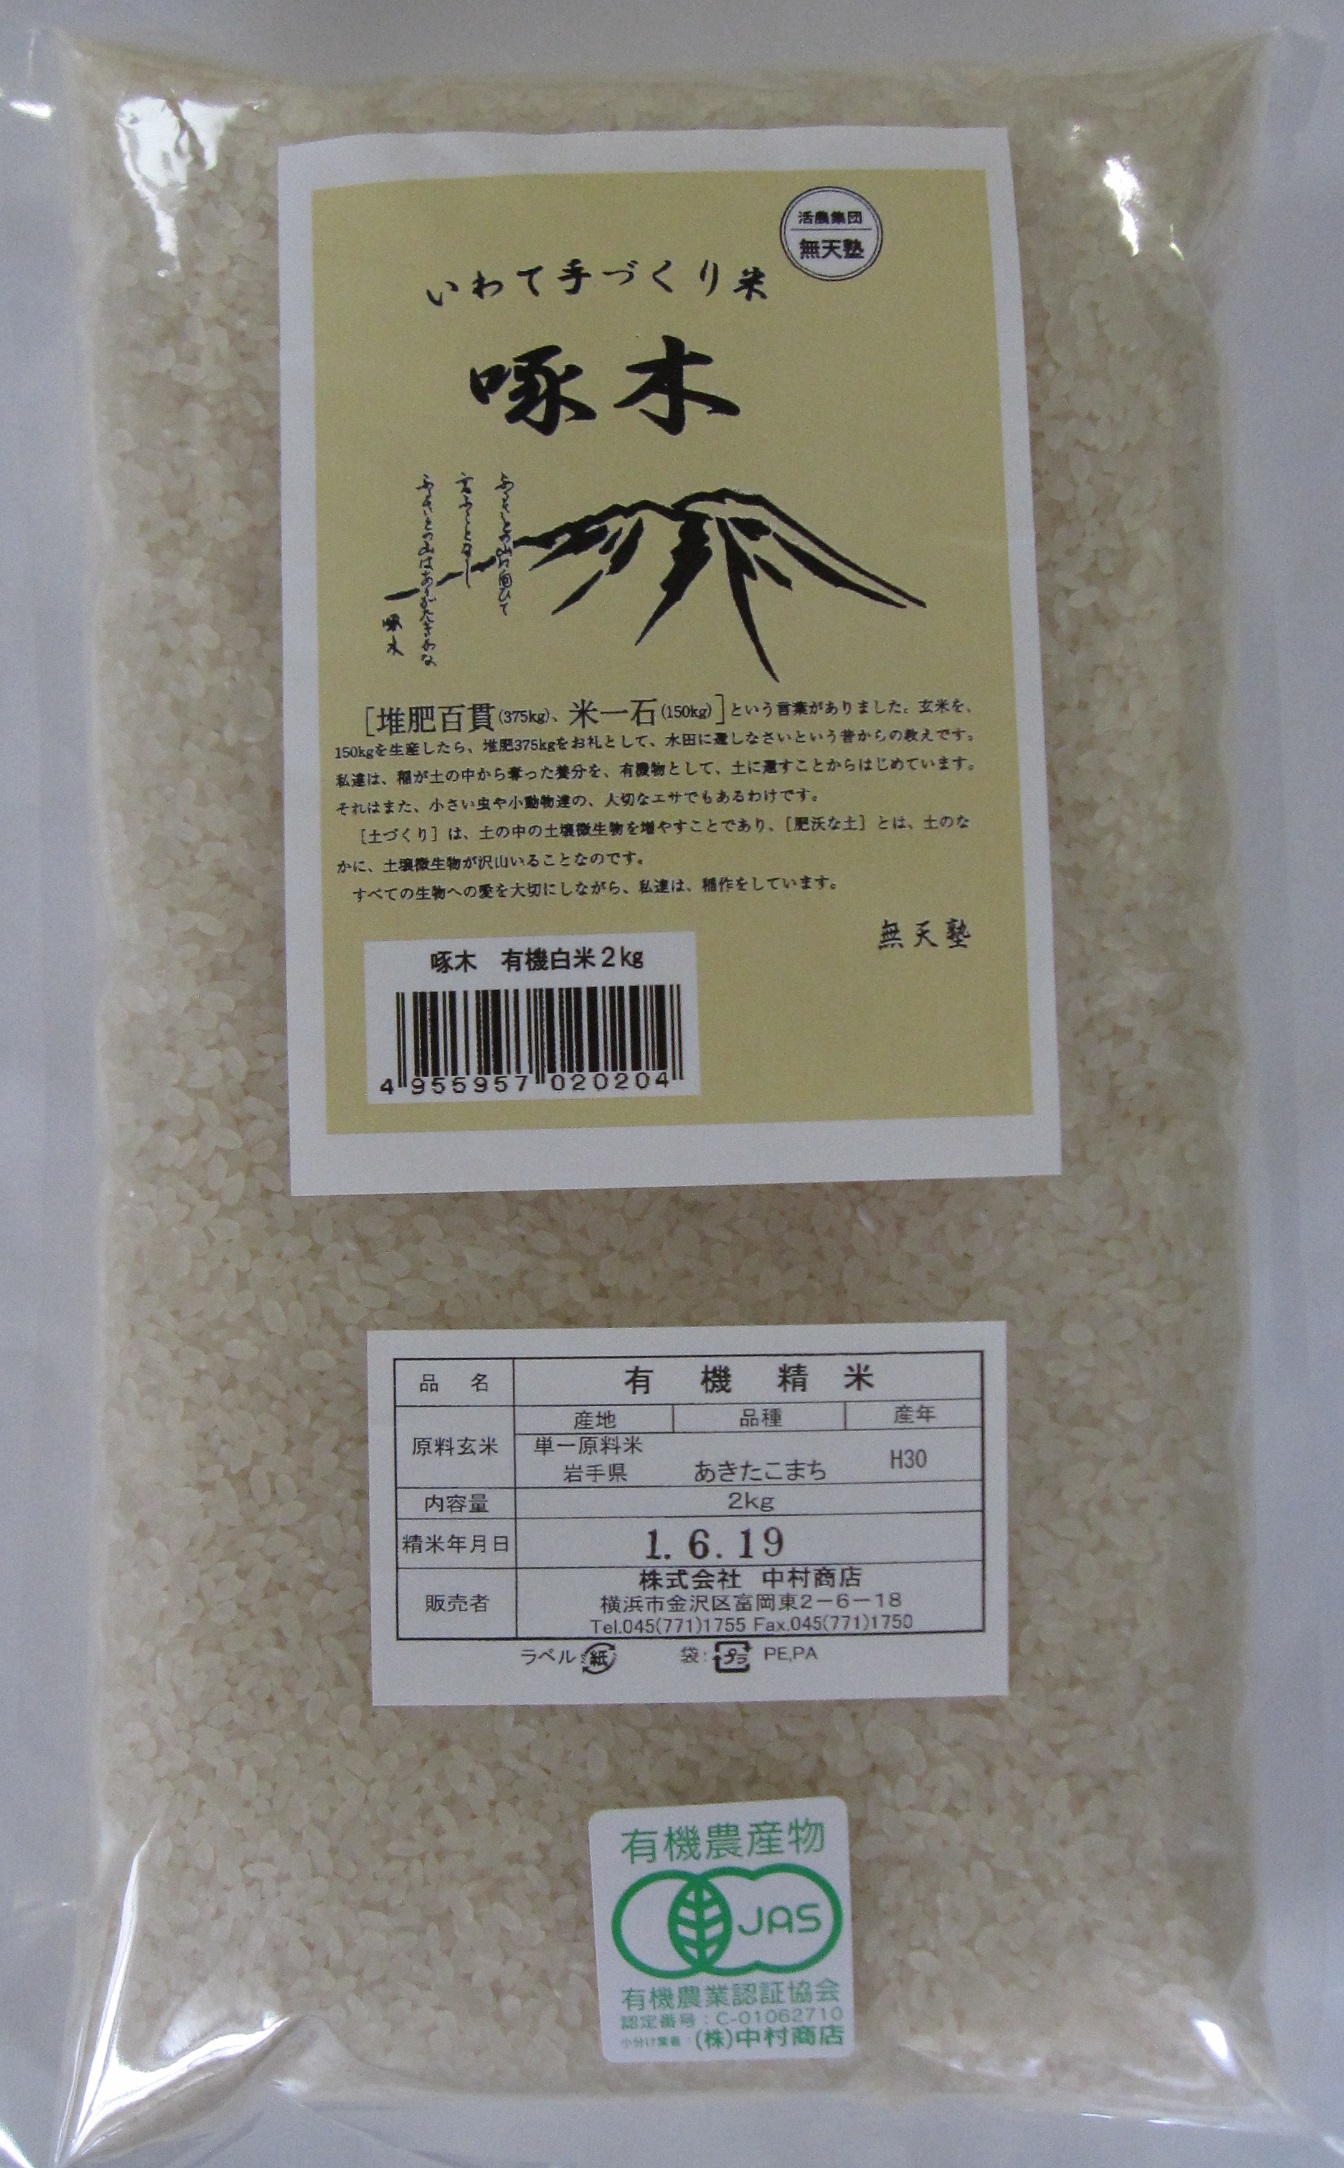 活農集団
無天塾
いわて手づくり米
啄木
ふるさとの山に向ひて
言ふことなし
ふるさとの山はありがたきかな
啄木
[堆肥百貫(375kg)、米一石(150kg)]という言葉がありました。玄米を、
150kgを生産したら、堆肥375kgをお礼として、水田に還しなさいという昔からの教えです。
私達は、稲が土の中から奪った養分を、有機物として、土に還すことからはじめています。
それはまた、小さい虫や小動物達の、大切なエサでもあるわけです。
[土づくり]は、土の中の土壌微生物を増やすことであり、[肥沃な土]とは、土のな
かに、土壌微生物が沢山いることなのです。
すべての生物への愛を大切にしながら、私達は、稲作をしています。
無天塾
啄木 有機白米2kg
4 955957 020204
品 名 有 機 精 米
産地 品種 産年
原料玄米 単一原料米
岩手県 あきたこまち H30
内容量 2kg
精米年月日 1. 6. 19
販売者 株式会社 中村商店
横浜市金沢区富岡東2-6-18
Tel.045(771)1755 Fax.045(771)1750
ラベル 紙 袋: プラ PE,PA
有機農産物
JAS
有機農業認証協会
認定番号:C-01062710
小分け業者:(株)中村商店